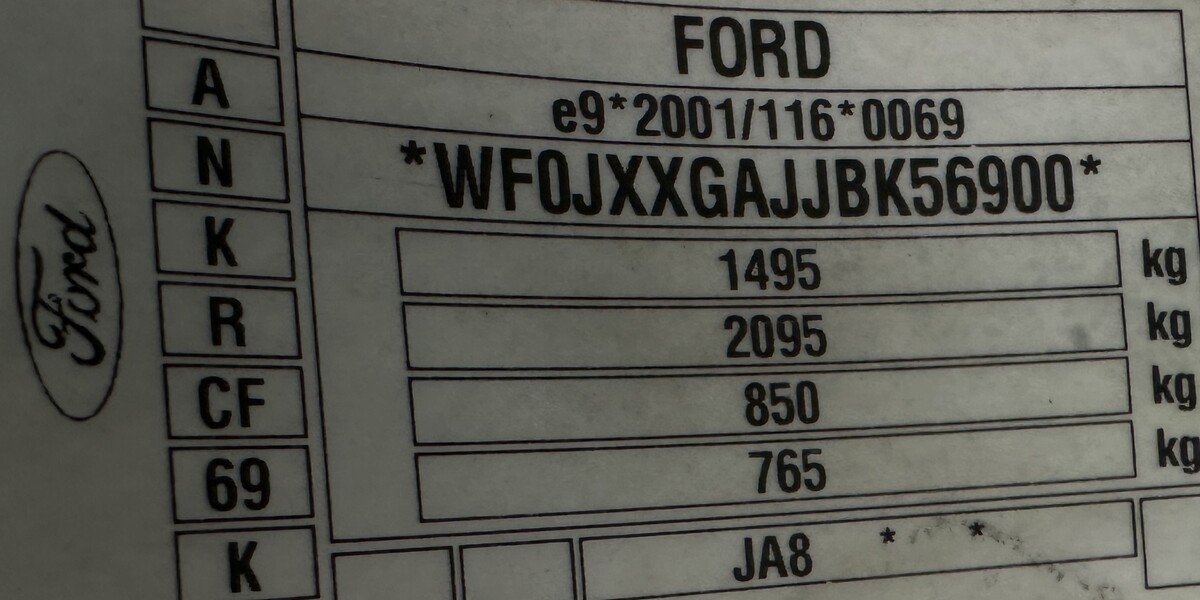 Ford
A
N
K
R
CF
69
K
FORD
e9*2001/116*0069
*WF0JXXGAJJBK56900*
1495 kg
2095 kg
850 kg
765 kg
JA8 * *